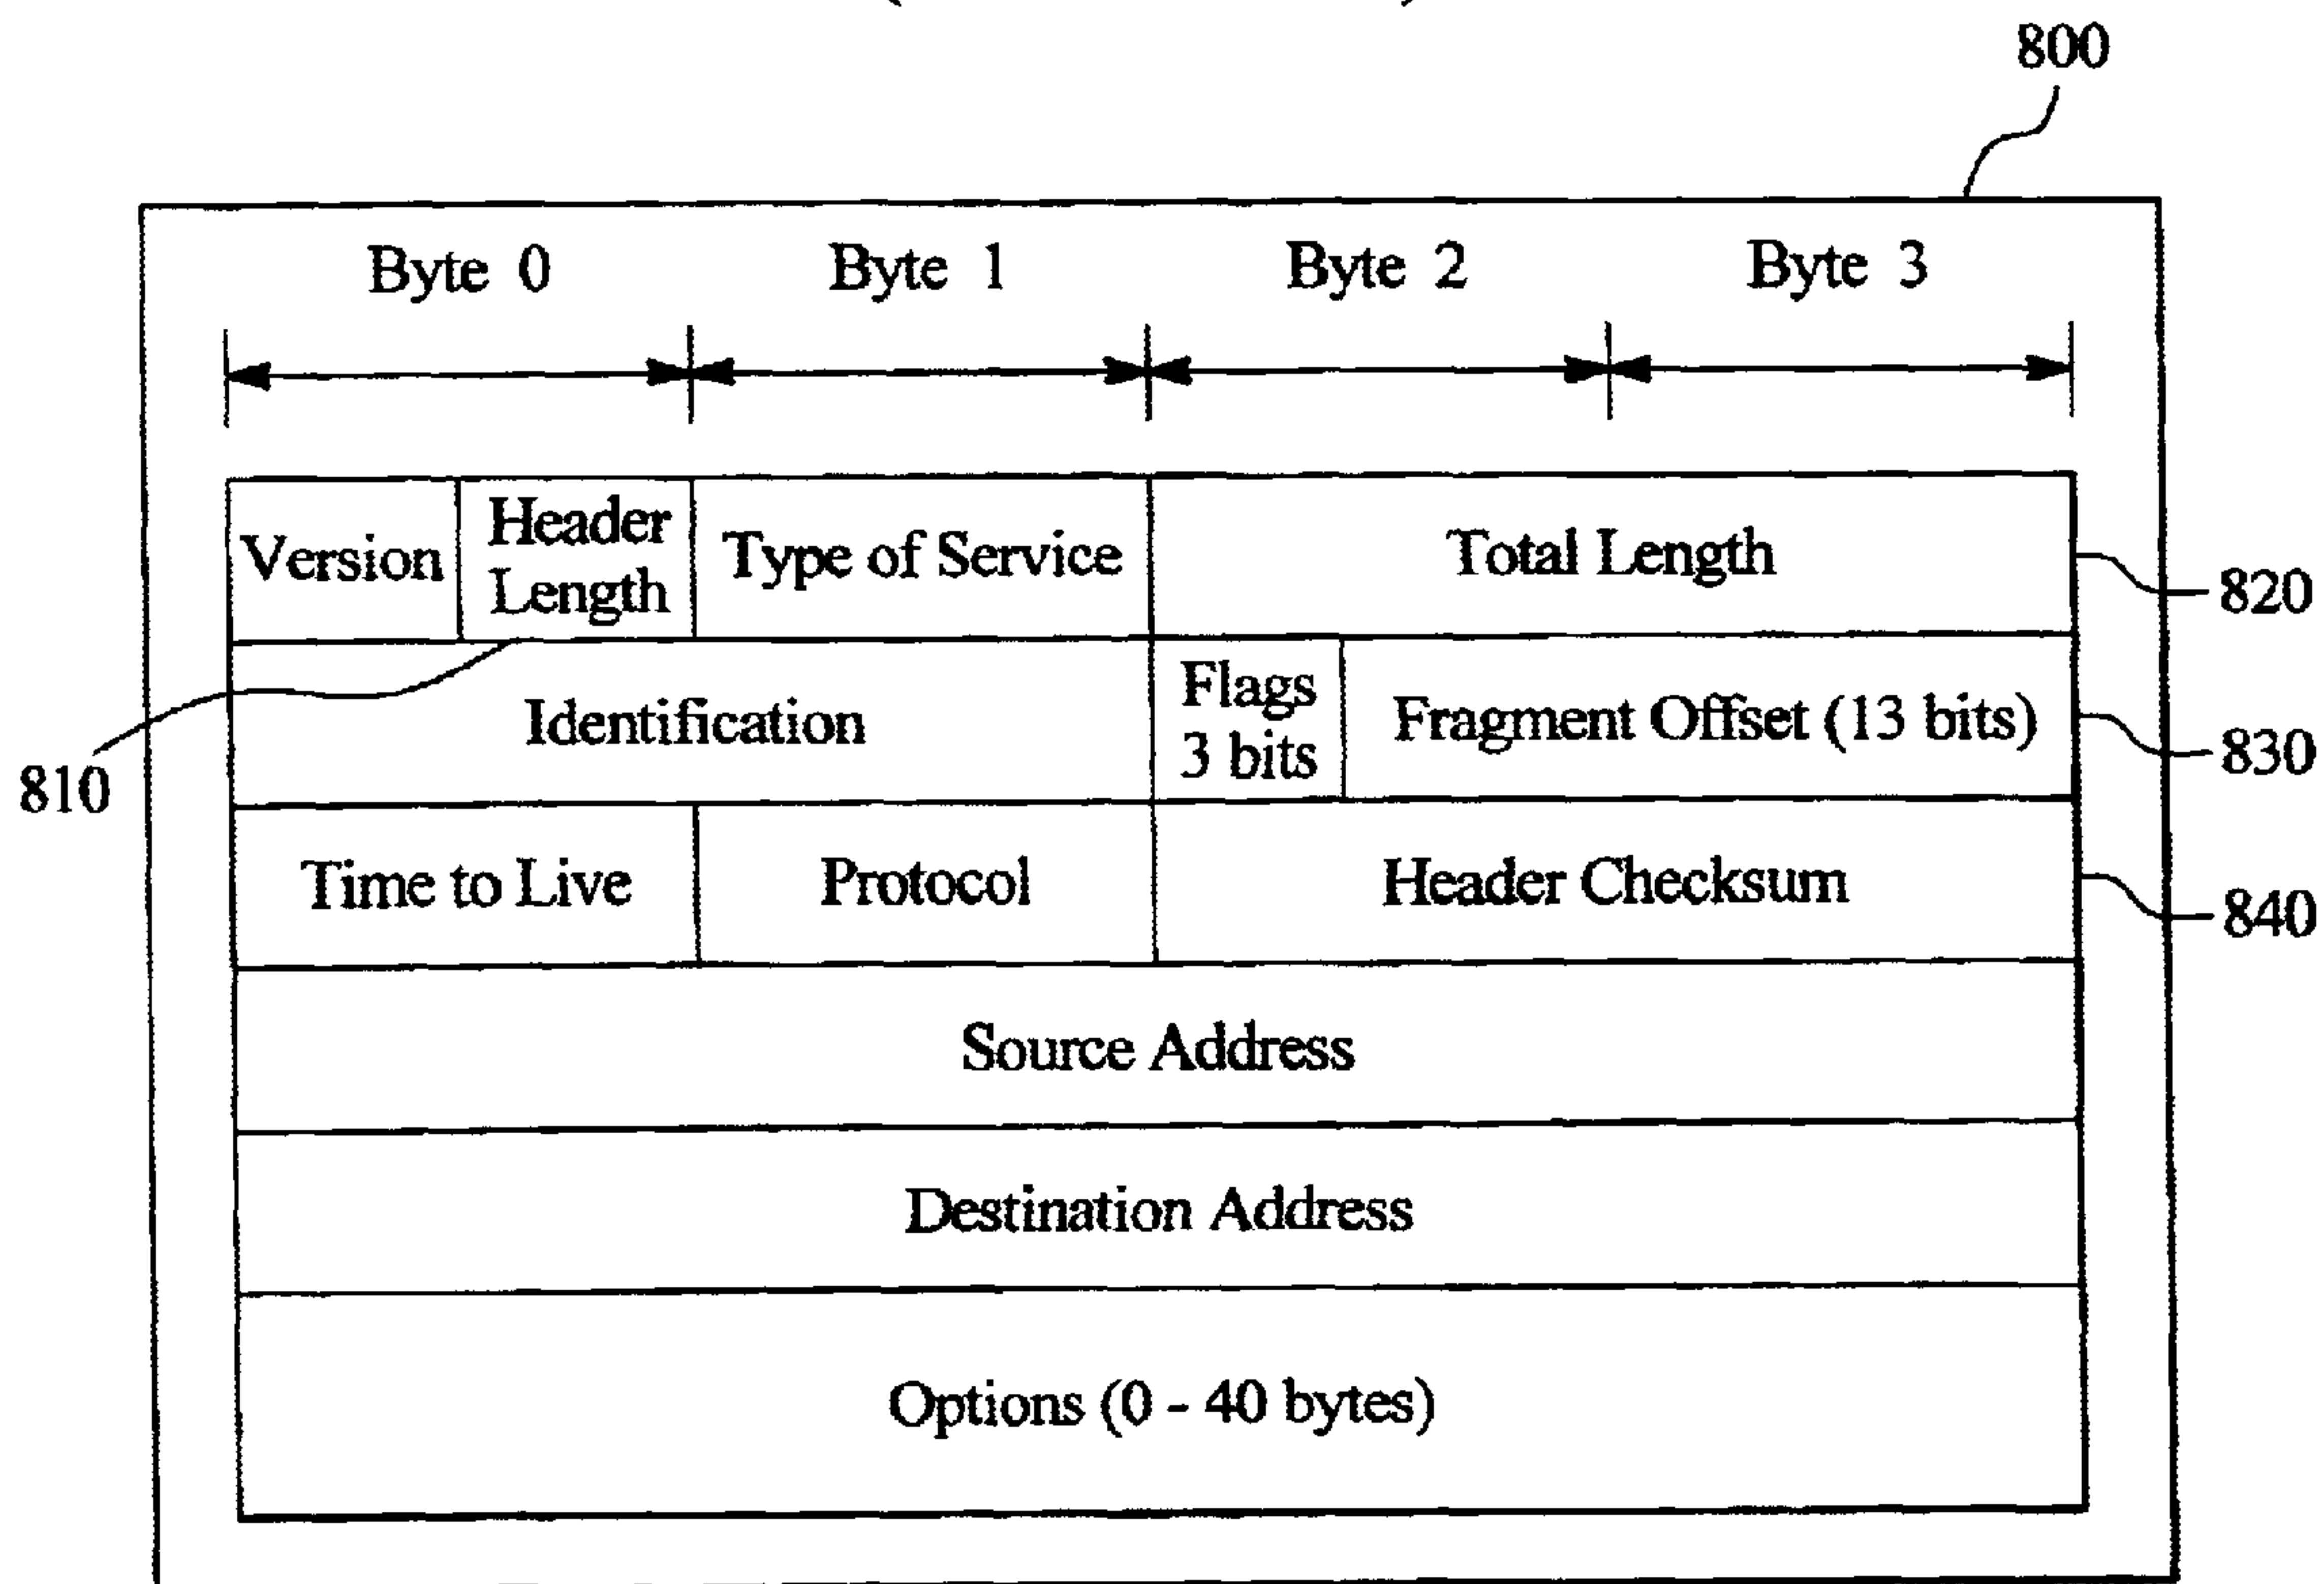 800
Byte 0 Byte 1 Byte 2 Byte 3
Version Header Length Type of Service Total Length 820
Identification Flags 3 bits Fragment Offset (13 bits) 830
810
Time to Live Protocol Header Checksum 840
Source Address
Destination Address
Options (0 - 40 bytes)